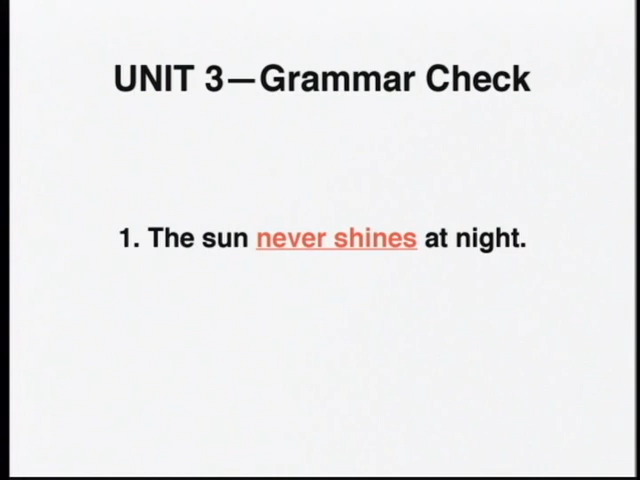 UNIT 3—Grammar Check
1. The sun never shines at night.